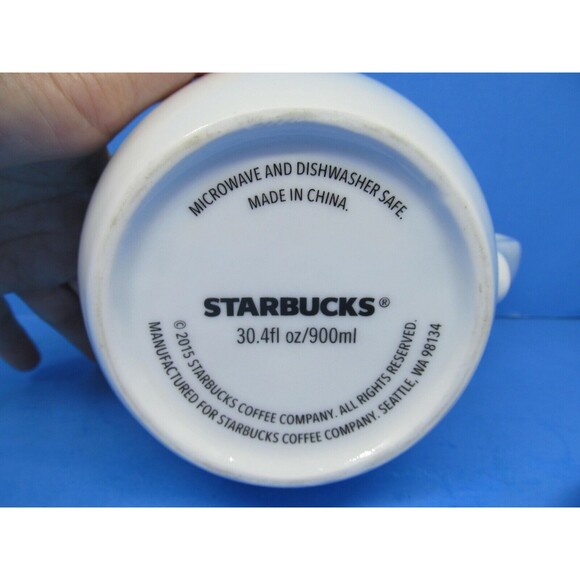 MICROWAVE AND DISHWASHER SAFE.
MADE IN CHINA.
STARBUCKS®
30.4fl oz/900ml
© 2015 STARBUCKS COFFEE COMPANY. ALL RIGHTS RESERVED.
MANUFACTURED FOR STARBUCKS COFFEE COMPANY. SEATTLE, WA 98134